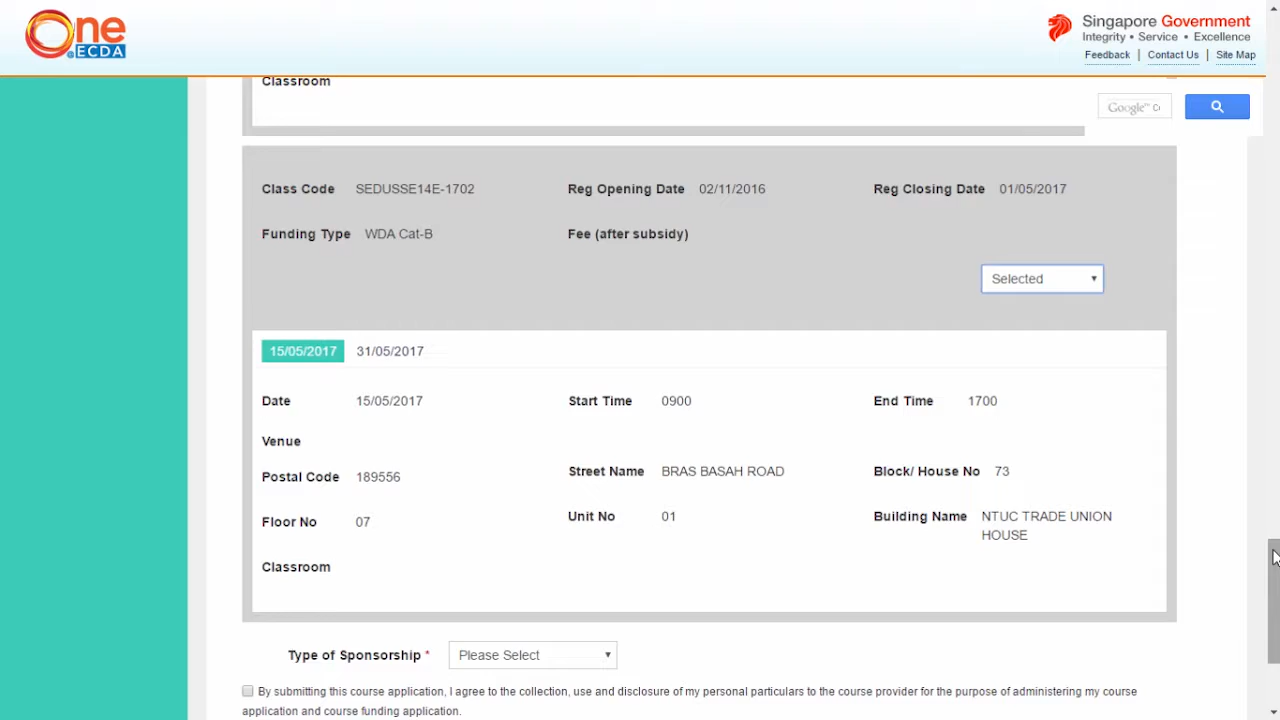 One
ECDA
Singapore Government
Integrity • Service • Excellence
Feedback | Contact Us | Site Map
Classroom
Google™ Cu
Class Code SEDUSSE14E-1702 Reg Opening Date 02/11/2016 Reg Closing Date 01/05/2017
Funding Type WDA Cat-B Fee (after subsidy)
Selected
15/05/2017 31/05/2017
Date 15/05/2017 Start Time 0900 End Time 1700
Venue
Postal Code 189556 Street Name BRAS BASAH ROAD Block/ House No 73
Floor No 07 Unit No 01 Building Name NTUC TRADE UNION
HOUSE
Classroom
Type of Sponsorship * Please Select
By submitting this course application, I agree to the collection, use and disclosure of my personal particulars to the course provider for the purpose of administering my course
application and course funding application.